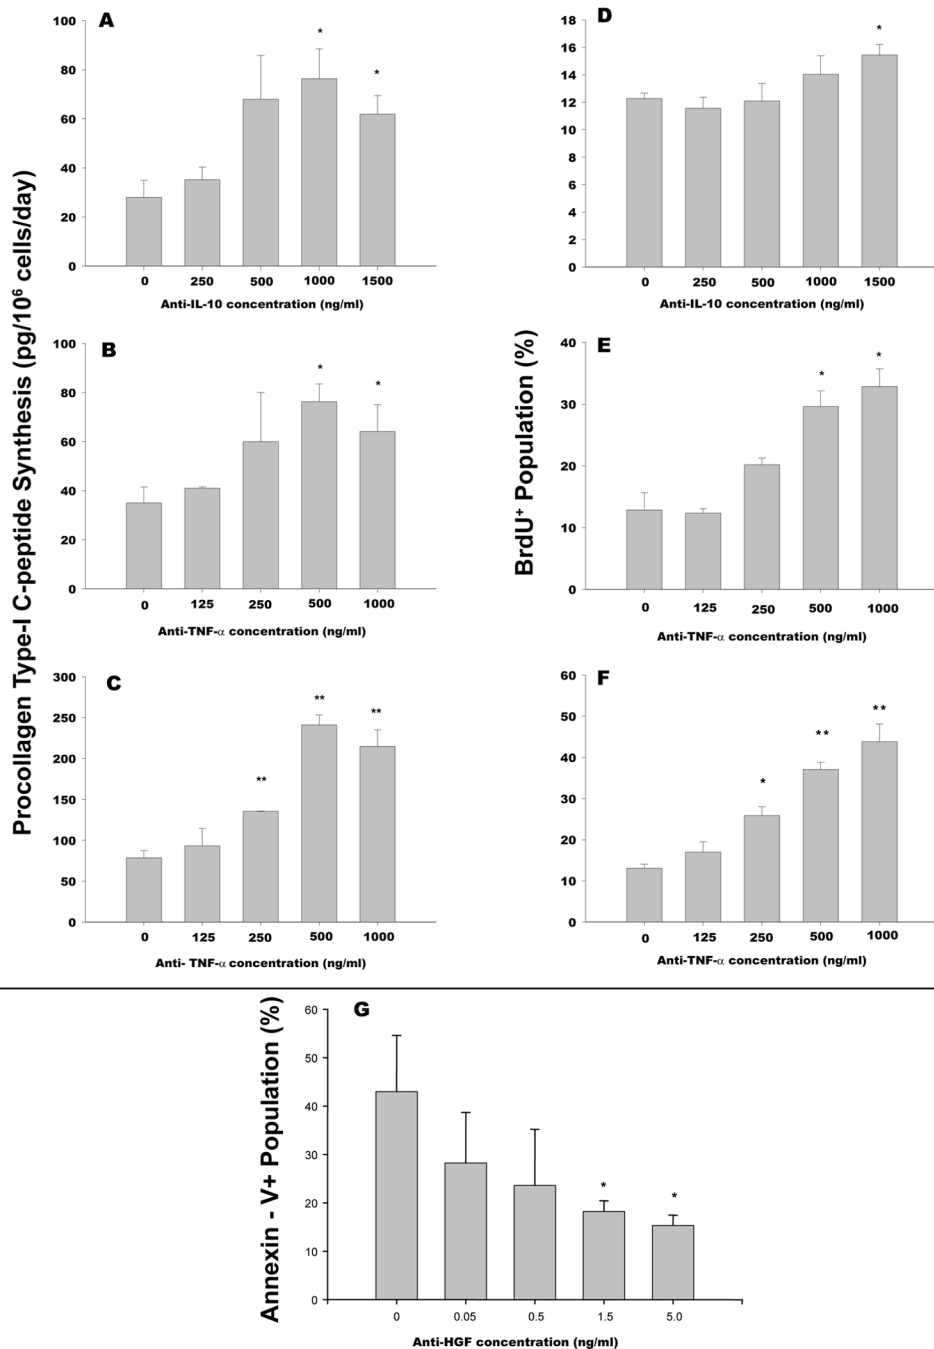 Procollagen Type-I C-peptide Synthesis (pg/10⁶ cells/day)
A
100
80
60
40
20
0
*
*
0 250 500 1000 1500
Anti-IL-10 concentration (ng/ml)
B
100
80
60
40
20
0
*
*
0 125 250 500 1000
Anti-TNF-α concentration (ng/ml)
C
300
250
200
150
100
50
0
**
**
**
0 125 250 500 1000
Anti- TNF-α concentration (ng/ml)
BrdU⁺ Population (%)
D
18
16
14
12
10
8
6
4
2
0
*
0 250 500 1000 1500
Anti-IL-10 concentration (ng/ml)
E
40
30
20
10
0
*
*
0 125 250 500 1000
Anti-TNF-α concentration (ng/ml)
F
60
50
40
30
20
10
0
*
**
**
0 125 250 500 1000
Anti-TNF-α concentration (ng/ml)
Annexin - V+ Population (%)
G
60
50
40
30
20
10
0
*
*
0 0.05 0.5 1.5 5.0
Anti-HGF concentration (ng/ml)